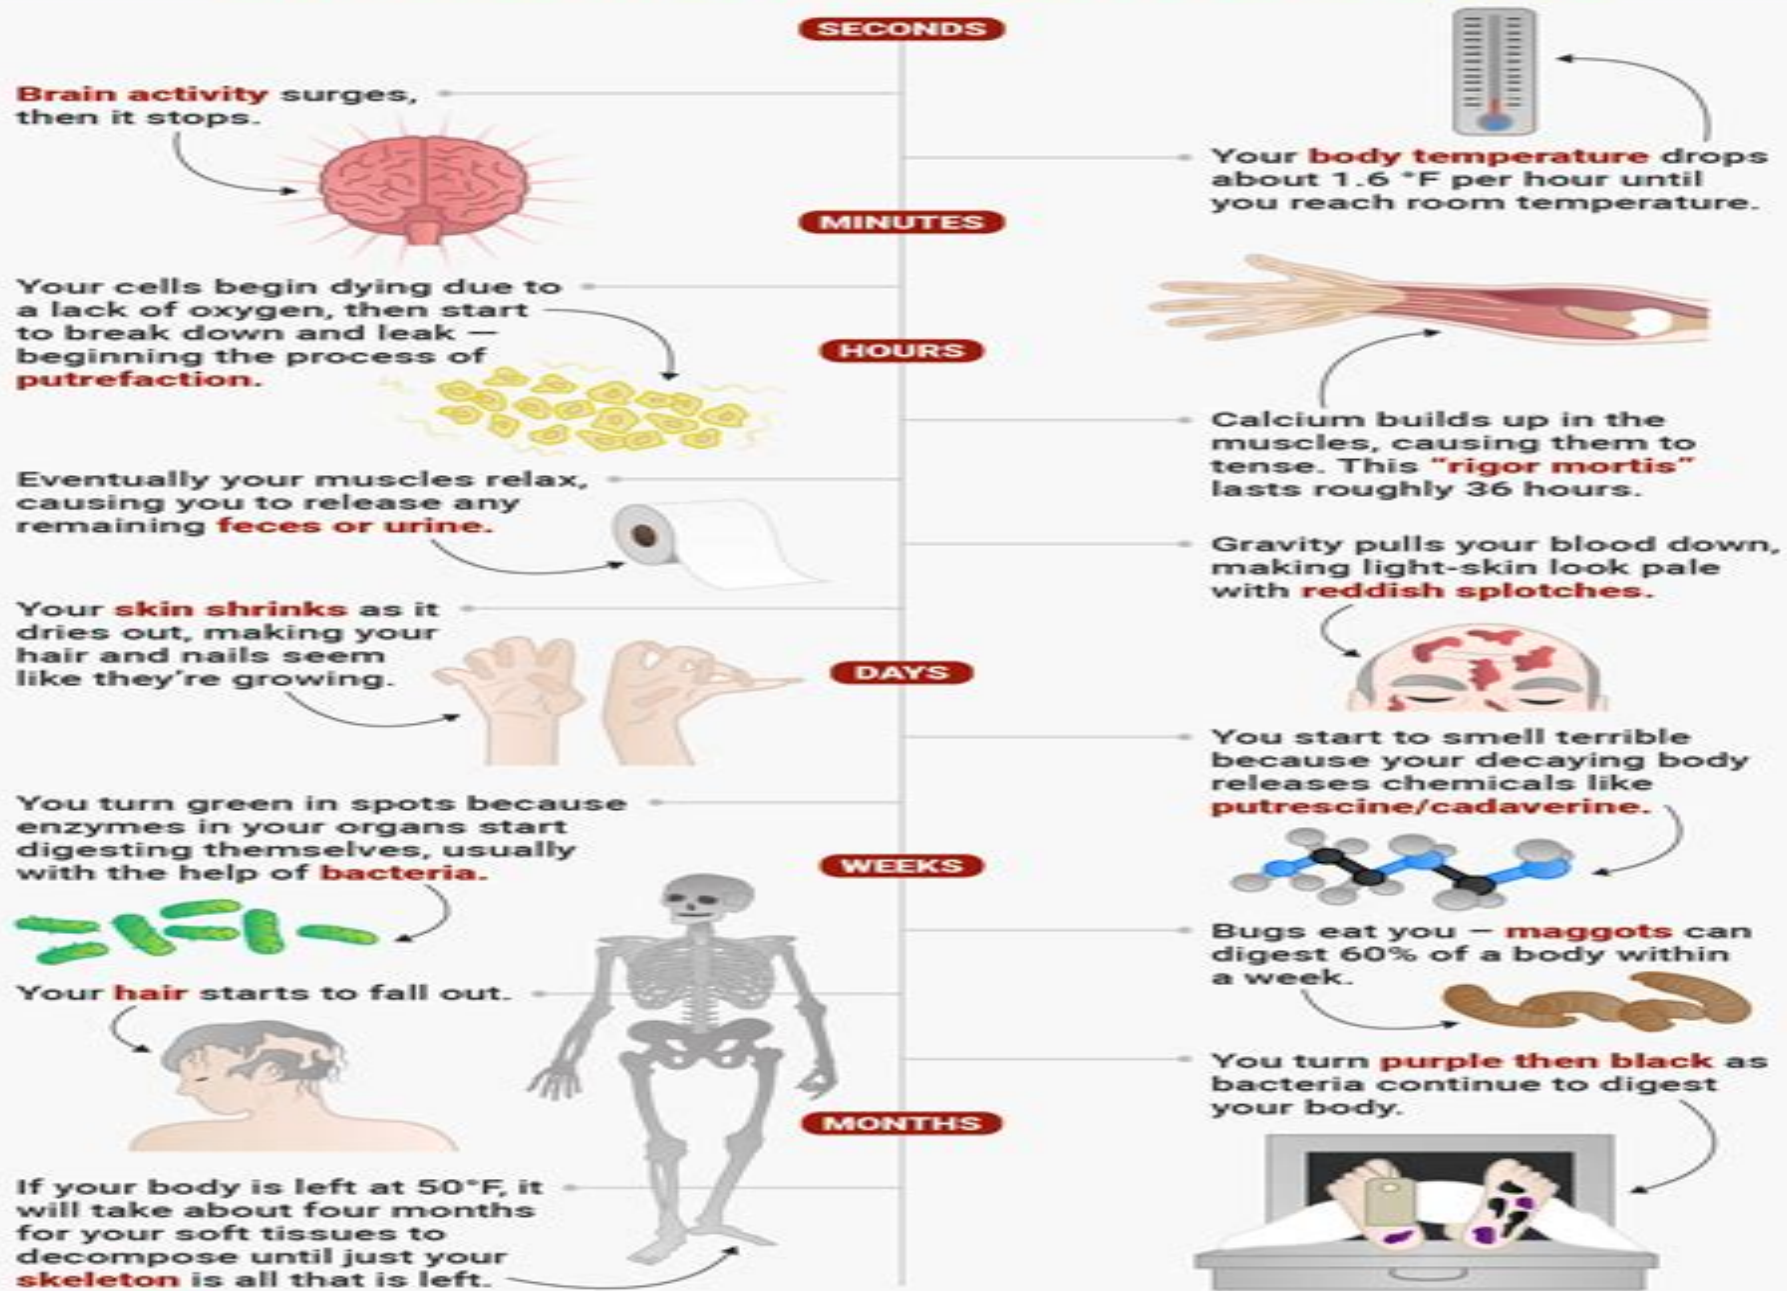 SECONDS
Brain activity surges,
then it stops.
Your body temperature drops
about 1.6 °F per hour until
you reach room temperature.
MINUTES
Your cells begin dying due to
a lack of oxygen, then start
to break down and leak —
beginning the process of
putrefaction.
HOURS
Calcium builds up in the
muscles, causing them to
tense. This “rigor mortis”
lasts roughly 36 hours.
Eventually your muscles relax,
causing you to release any
remaining feces or urine.
Gravity pulls your blood down,
making light-skin look pale
with reddish splotches.
Your skin shrinks as it
dries out, making your
hair and nails seem
like they're growing.
DAYS
You start to smell terrible
because your decaying body
releases chemicals like
putrescine/cadaverine.
You turn green in spots because
enzymes in your organs start
digesting themselves, usually
with the help of bacteria.
WEEKS
Bugs eat you — maggots can
digest 60% of a body within
a week.
Your hair starts to fall out.
You turn purple then black as
bacteria continue to digest
your body.
MONTHS
If your body is left at 50°F, it
will take about four months
for your soft tissues to
decompose until just your
skeleton is all that is left.